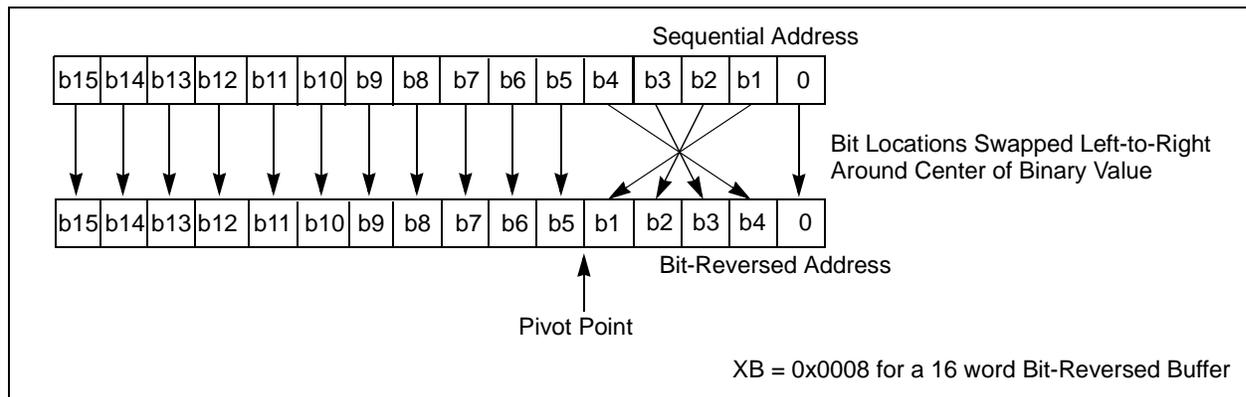 Sequential Address
b15 b14 b13 b12 b11 b10 b9 b8 b7 b6 b5 b4 b3 b2 b1 0
Bit Locations Swapped Left-to-Right
Around Center of Binary Value
b15 b14 b13 b12 b11 b10 b9 b8 b7 b6 b5 b1 b2 b3 b4 0
Bit-Reversed Address
Pivot Point
XB = 0x0008 for a 16 word Bit-Reversed Buffer